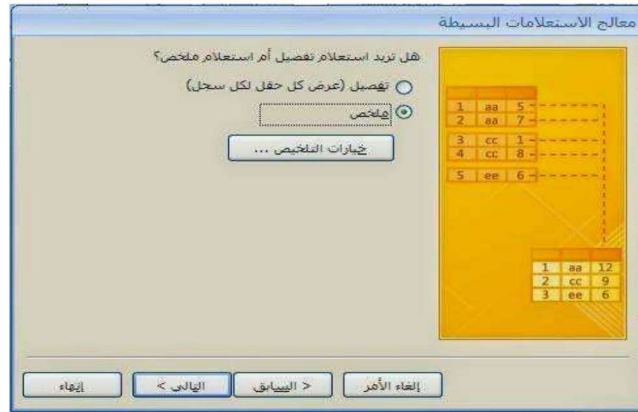 معالج الاستعلامات البسيطة
هل تريد استعلام تفصيل أم استعلام ملخص؟
تفصيل (عرض كل حقل لكل سجل)
ملخص
خيارات التلخيص ...
1 aa 5
2 aa 7
3 cc 1
4 cc 8
5 ee 6
1 aa 12
2 cc 9
3 ee 6
إلغاء الأمر
< السابق
التالي >
إنهاء